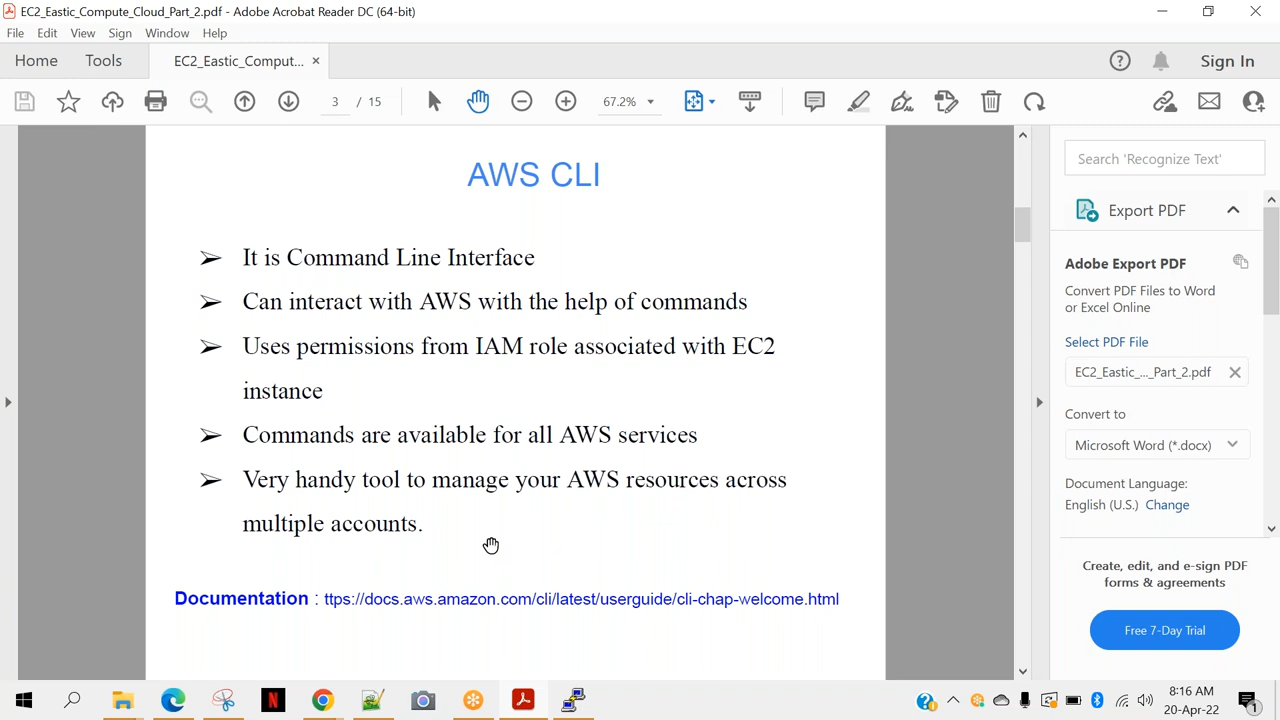 EC2_Eastic_Compute_Cloud_Part_2.pdf - Adobe Acrobat Reader DC (64-bit)
File Edit View Sign Window Help
Home Tools EC2_Eastic_Comput... × Sign In
3 / 15 67.2%
AWS CLI
➢ It is Command Line Interface
➢ Can interact with AWS with the help of commands
➢ Uses permissions from IAM role associated with EC2
instance
➢ Commands are available for all AWS services
➢ Very handy tool to manage your AWS resources across
multiple accounts.
Documentation : ttps://docs.aws.amazon.com/cli/latest/userguide/cli-chap-welcome.html
Search 'Recognize Text'
Export PDF
Adobe Export PDF
Convert PDF Files to Word
or Excel Online
Select PDF File
EC2_Eastic_..._Part_2.pdf
Convert to
Microsoft Word (*.docx)
Document Language:
English (U.S.) Change
Create, edit, and e-sign PDF
forms & agreements
Free 7-Day Trial
8:16 AM
20-Apr-22
1